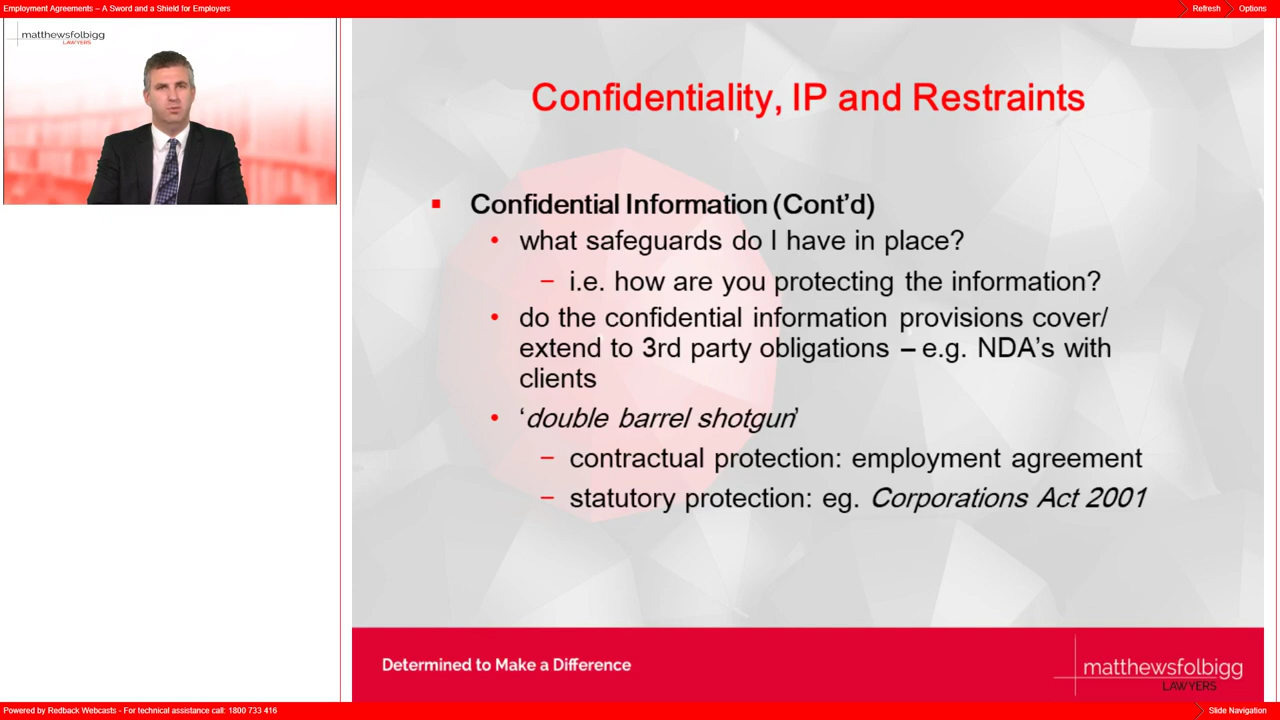 Employment Agreements – A Sword and a Shield for Employers
Refresh
Options
matthewsfolbigg
LAWYERS
Confidentiality, IP and Restraints
▪ Confidential Information (Cont’d)
• what safeguards do I have in place?
– i.e. how are you protecting the information?
• do the confidential information provisions cover/
extend to 3rd party obligations – e.g. NDA’s with
clients
• ‘double barrel shotgun’
– contractual protection: employment agreement
– statutory protection: eg. Corporations Act 2001
Determined to Make a Difference
matthewsfolbigg
LAWYERS
Powered by Redback Webcasts - For technical assistance call: 1800 733 416
Slide Navigation